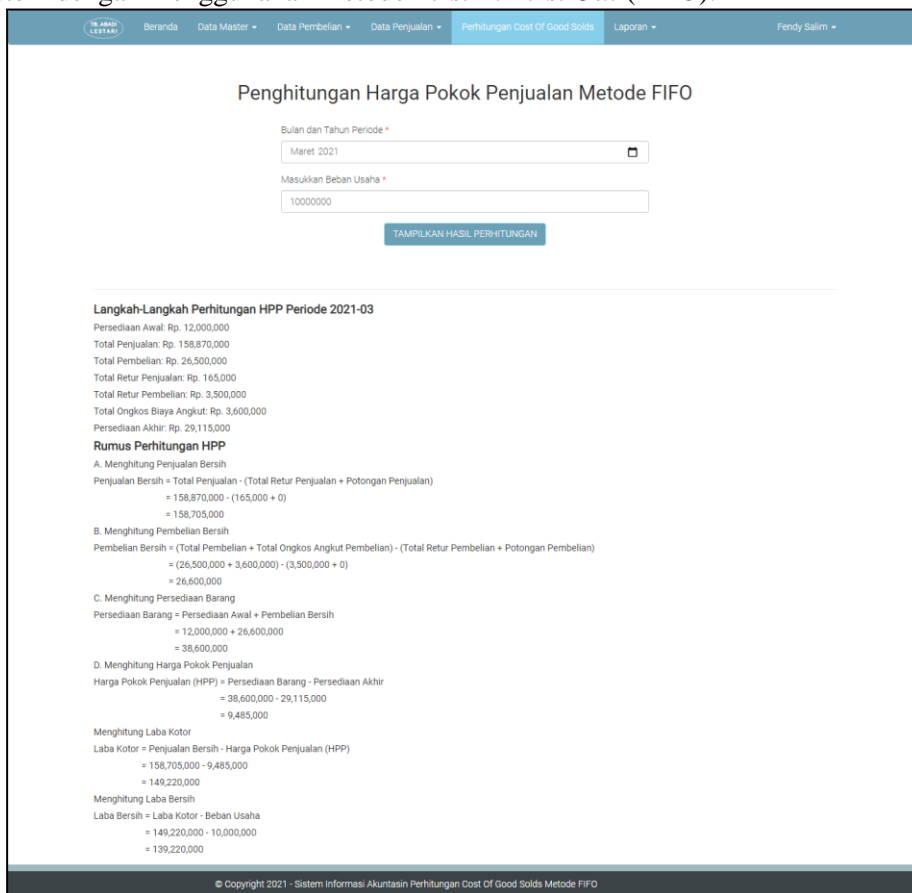 dengan menggunakan
TB. ABADI
LESTARI
Beranda Data Master Data Pembelian Data Penjualan Perhitungan Cost Of Good Solds Laporan Fendy Salim
Penghitungan Harga Pokok Penjualan Metode FIFO
Bulan dan Tahun Periode *
Maret 2021
Masukkan Beban Usaha *
10000000
TAMPILKAN HASIL PERHITUNGAN
Langkah-Langkah Perhitungan HPP Periode 2021-03
Persediaan Awal: Rp. 12,000,000
Total Penjualan: Rp. 158,870,000
Total Pembelian: Rp. 26,500,000
Total Retur Penjualan: Rp. 165,000
Total Retur Pembelian: Rp. 3,500,000
Total Ongkos Biaya Angkut: Rp. 3,600,000
Persediaan Akhir: Rp. 29,115,000
Rumus Perhitungan HPP
A. Menghitung Penjualan Bersih
Penjualan Bersih = Total Penjualan - (Total Retur Penjualan + Potongan Penjualan)
= 158,870,000 - (165,000 + 0)
= 158,705,000
B. Menghitung Pembelian Bersih
Pembelian Bersih = (Total Pembelian + Total Ongkos Angkut Pembelian) - (Total Retur Pembelian + Potongan Pembelian)
= (26,500,000 + 3,600,000) - (3,500,000 + 0)
= 26,600,000
C. Menghitung Persediaan Barang
Persediaan Barang = Persediaan Awal + Pembelian Bersih
= 12,000,000 + 26,600,000
= 38,600,000
D. Menghitung Harga Pokok Penjualan
Harga Pokok Penjualan (HPP) = Persediaan Barang - Persediaan Akhir
= 38,600,000 - 29,115,000
= 9,485,000
Menghitung Laba Kotor
Laba Kotor = Penjualan Bersih - Harga Pokok Penjualan (HPP)
= 158,705,000 - 9,485,000
= 149,220,000
Menghitung Laba Bersih
Laba Bersih = Laba Kotor - Beban Usaha
= 149,220,000 - 10,000,000
= 139,220,000
© Copyright 2021 - Sistem Informasi Akuntasin Perhitungan Cost Of Good Solds Metode FIFO